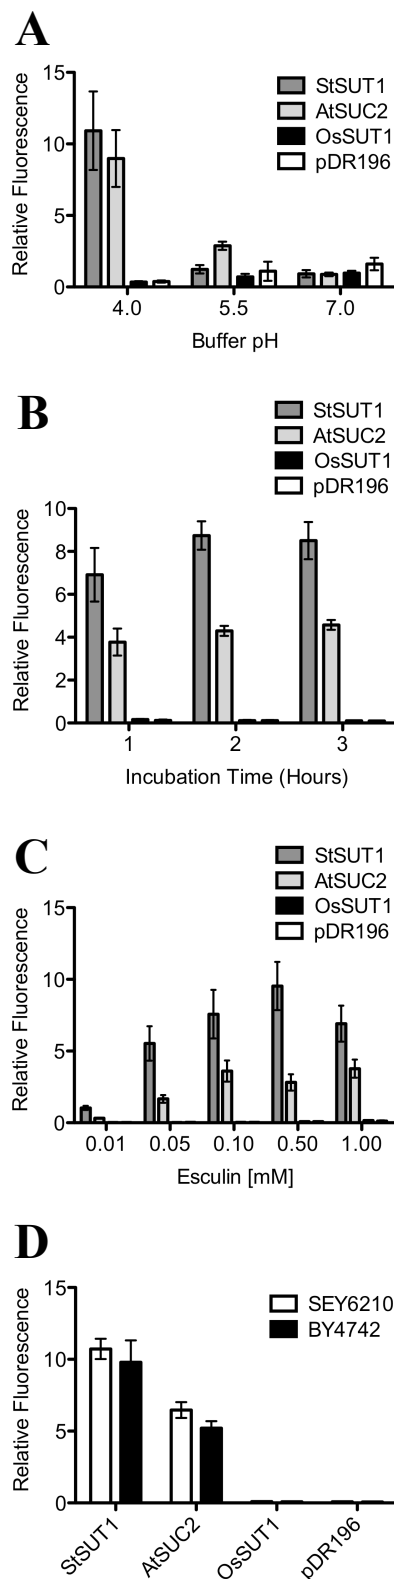 A
15
10
5
0
Relative Fluorescence
StSUT1
AtSUC2
OsSUT1
pDR196
4.0 5.5 7.0
Buffer pH
B
StSUT1
AtSUC2
OsSUT1
pDR196
10
8
6
4
2
0
Relative Fluorescence
1 2 3
Incubation Time (Hours)
C
StSUT1
AtSUC2
OsSUT1
pDR196
15
10
5
0
Relative Fluorescence
0.01 0.05 0.10 0.50 1.00
Esculin [mM]
D
15
10
5
0
Relative Fluorescence
SEY6210
BY4742
StSUT1 AtSUC2 OsSUT1 pDR196